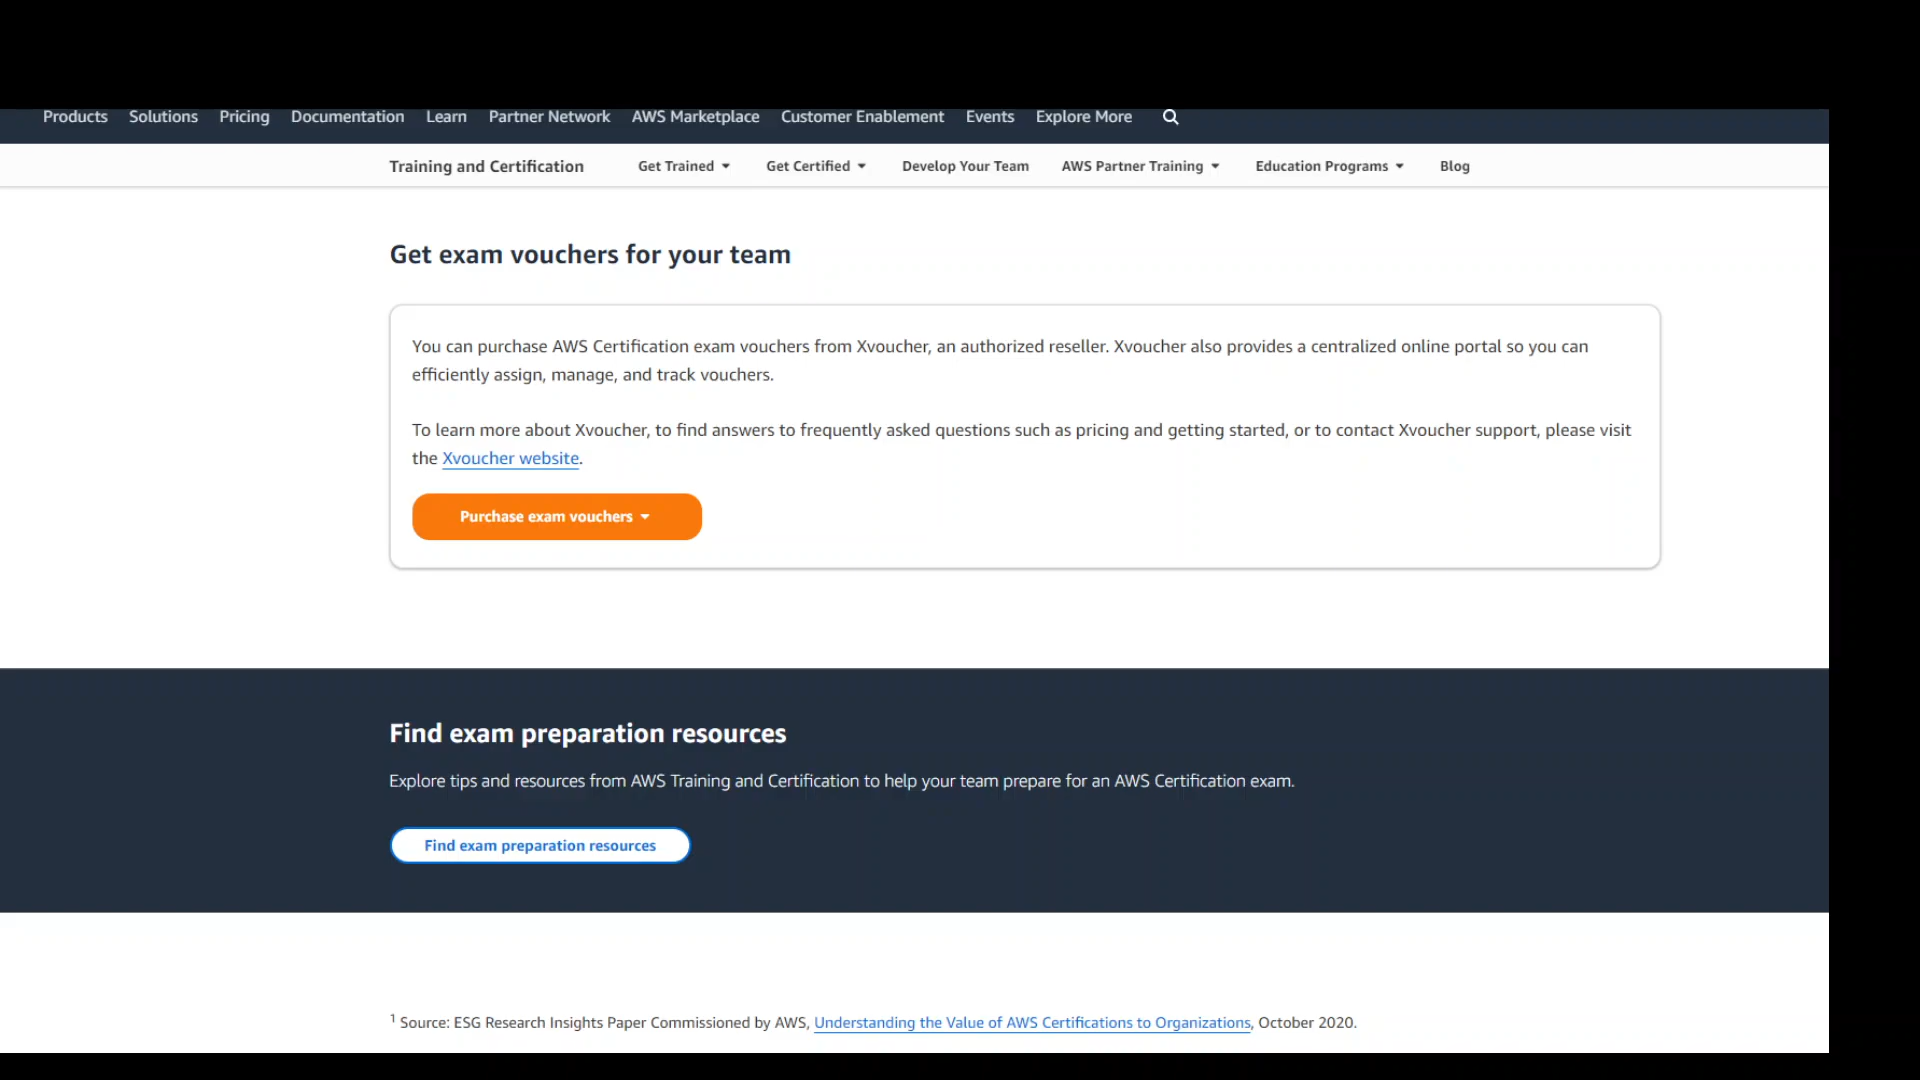 Products Solutions Pricing Documentation Learn Partner Network AWS Marketplace Customer Enablement Events Explore More
Training and Certification Get Trained Get Certified Develop Your Team AWS Partner Training Education Programs Blog
Get exam vouchers for your team
You can purchase AWS Certification exam vouchers from Xvoucher, an authorized reseller. Xvoucher also provides a centralized online portal so you can
efficiently assign, manage, and track vouchers.
To learn more about Xvoucher, to find answers to frequently asked questions such as pricing and getting started, or to contact Xvoucher support, please visit
the Xvoucher website.
Purchase exam vouchers
Find exam preparation resources
Explore tips and resources from AWS Training and Certification to help your team prepare for an AWS Certification exam.
Find exam preparation resources
1 Source: ESG Research Insights Paper Commissioned by AWS, Understanding the Value of AWS Certifications to Organizations, October 2020.